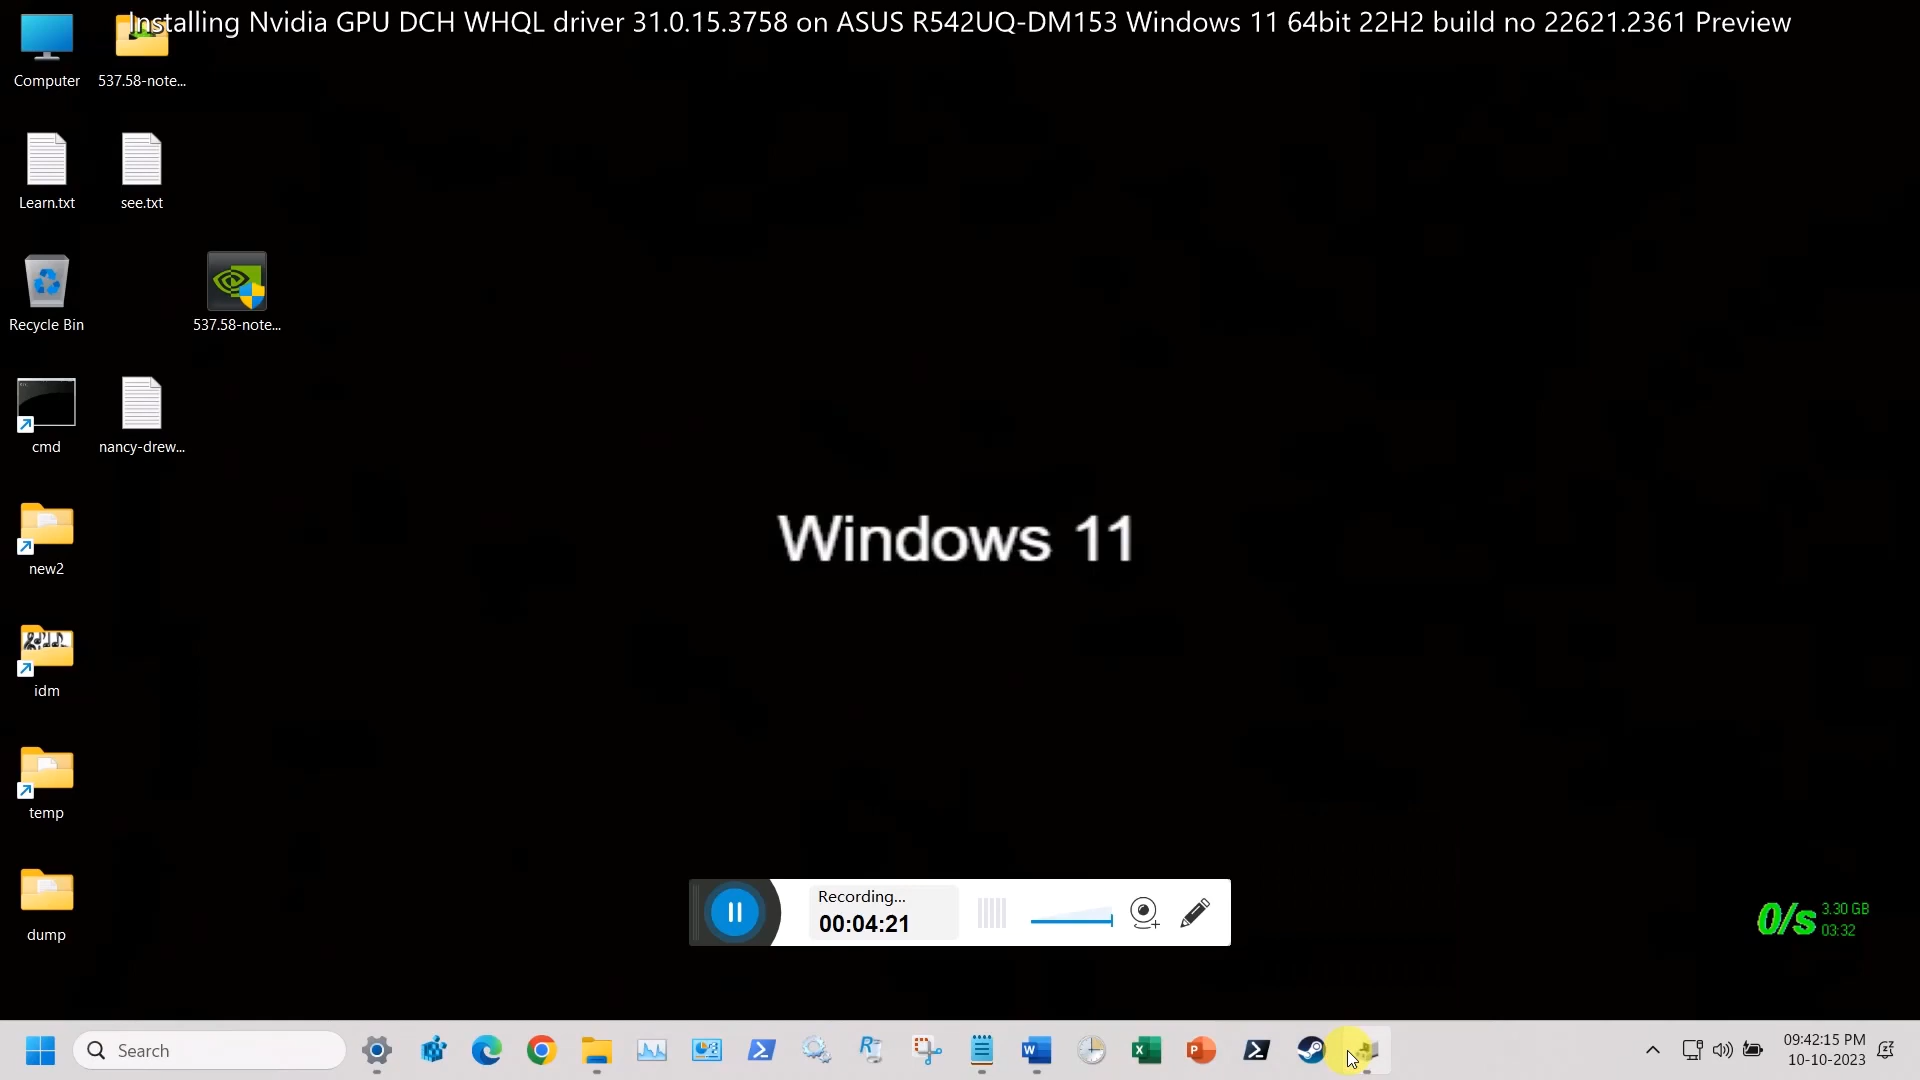 Installing Nvidia GPU DCH WHQL driver 31.0.15.3758 on ASUS R542UQ-DM153 Windows 11 64bit 22H2 build no 22621.2361 Preview
Computer
537.58-note...
Learn.txt
see.txt
Recycle Bin
537.58-note...
cmd
nancy-drew...
new2
Windows 11
idm
temp
dump
Recording...
00:04:21
0/s
3.30 GB
03:32
Search
09:42:15 PM
10-10-2023